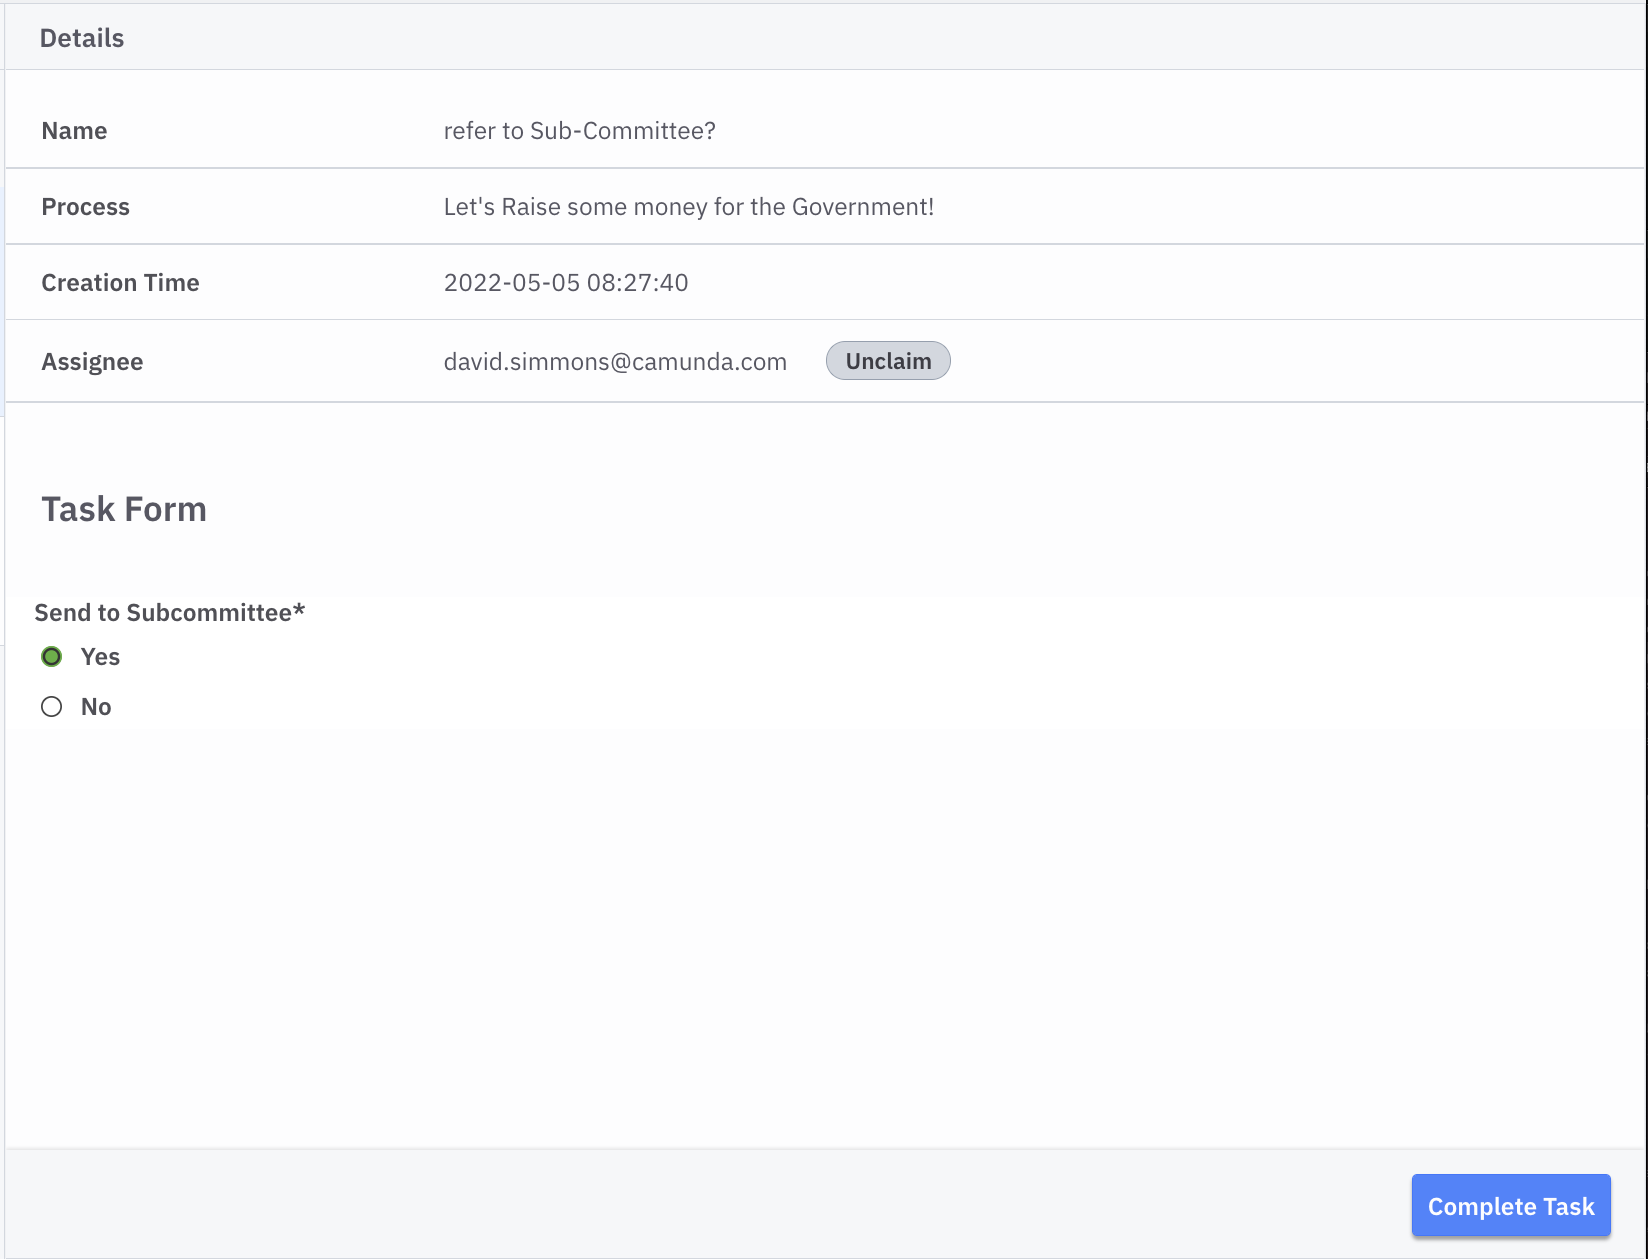 Details
Name refer to Sub-Committee?
Process Let's Raise some money for the Government!
Creation Time 2022-05-05 08:27:40
Assignee david.simmons@camunda.com Unclaim
Task Form
Send to Subcommittee*
Yes
No
Complete Task